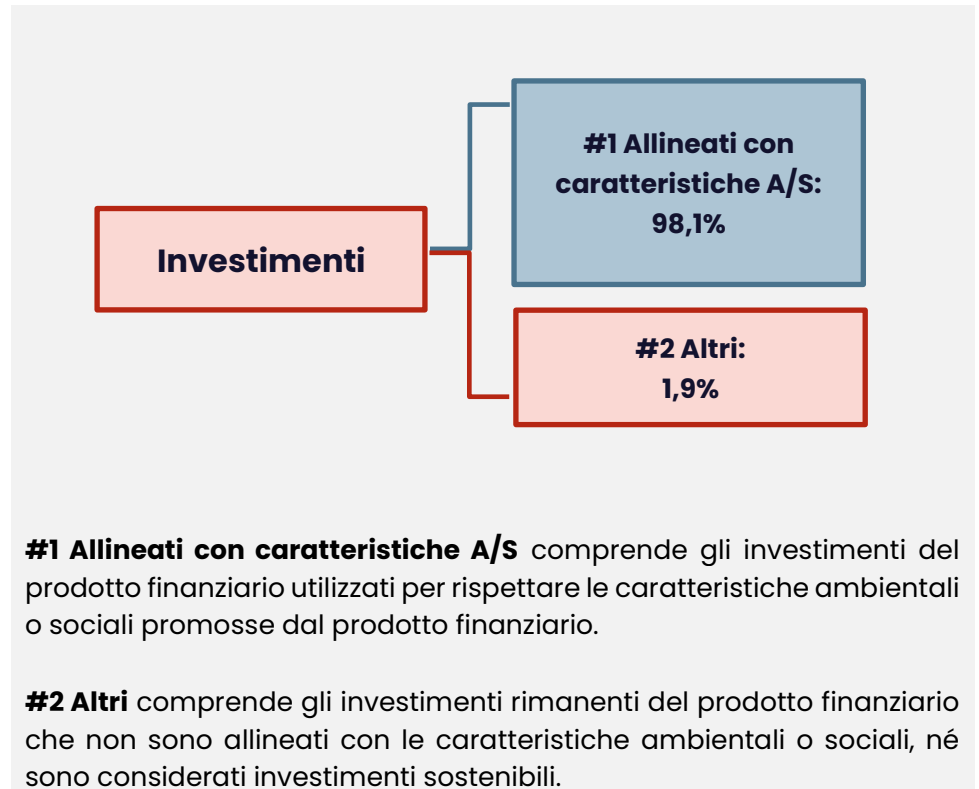 #1 Allineati con
caratteristiche A/S:
98,1%
Investimenti
#2 Altri:
1,9%
#1 Allineati con caratteristiche A/S comprende gli investimenti del
prodotto finanziario utilizzati per rispettare le caratteristiche ambientali
o sociali promosse dal prodotto finanziario.
#2 Altri comprende gli investimenti rimanenti del prodotto finanziario
che non sono allineati con le caratteristiche ambientali o sociali, né
sono considerati investimenti sostenibili.